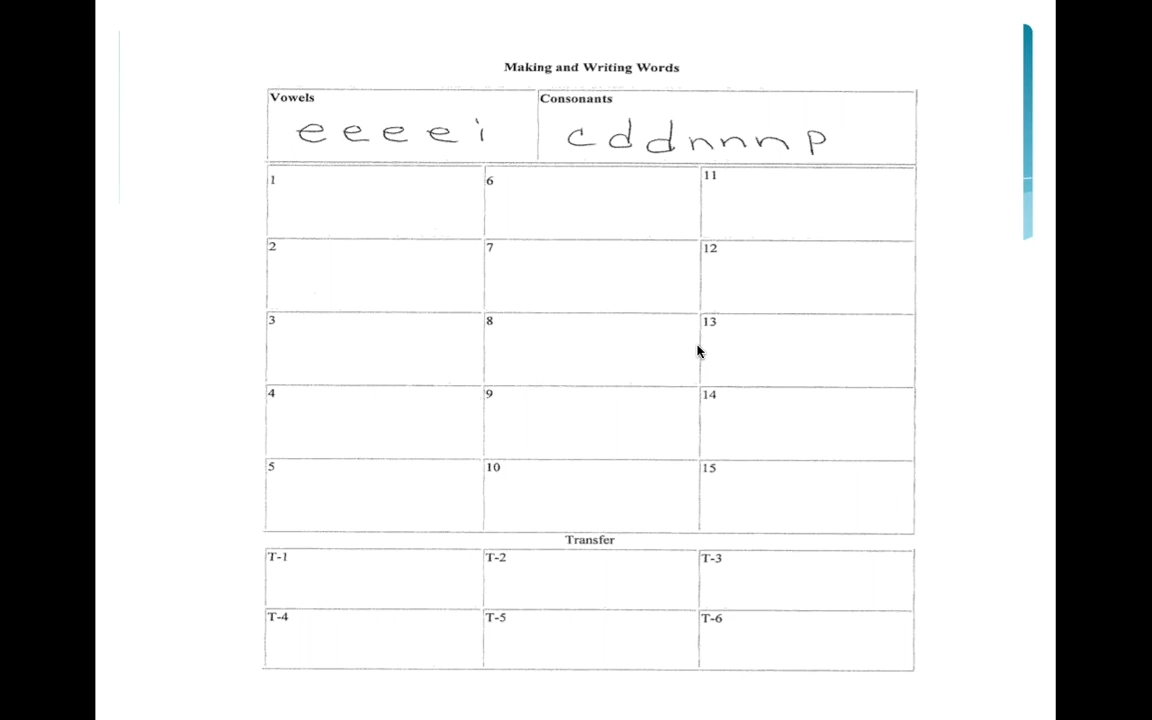 Making and Writing Words
Vowels
Consonants
e e e e i
c d d n n n p
1
6
11
2
7
12
3
8
13
4
9
14
5
10
15
Transfer
T-1
T-2
T-3
T-4
T-5
T-6